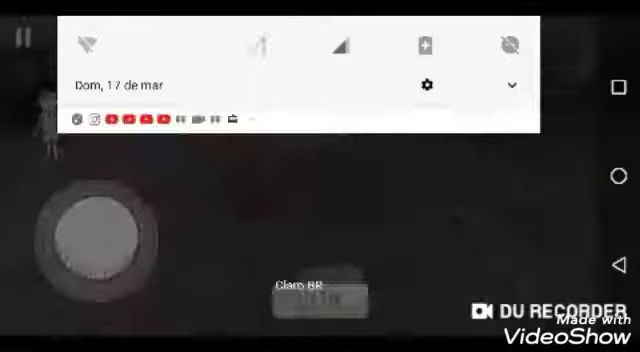 Dom, 17 de mar
Claro BR
DU RECORDER
Made with
VideoShow